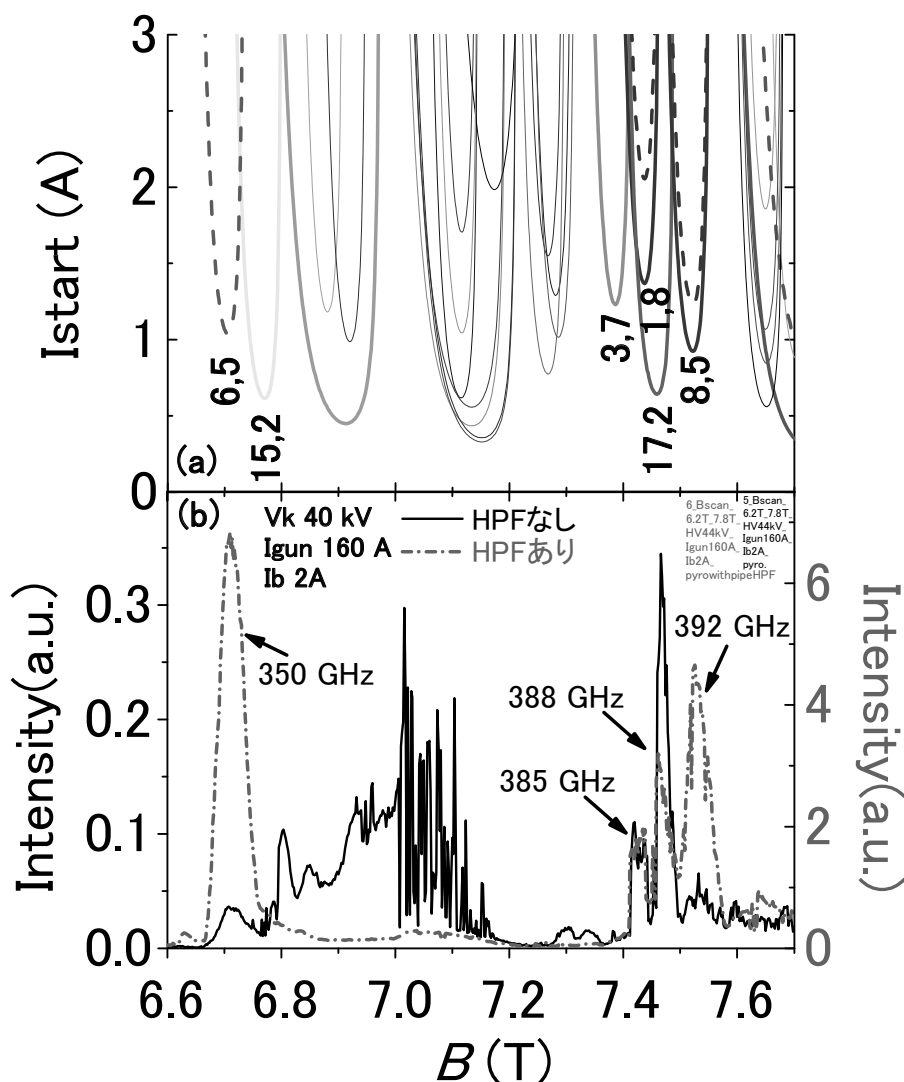 3
2
1
0
Istart (A)
6,5
15,2
3,7
1,8
17,2
8,5
(a)
(b)
Vk 40 kV
Igun 160 A
Ib 2A
HPFなし
HPFあり
6_Bscan_
6.2T_7.8T_
HV44kV_
Igun160A_
Ib2A_
pyrowithpipeHPF
5_Bscan_
6.2T_7.8T_
HV44kV_
Igun160A_
Ib2A_
pyro.
350 GHz
385 GHz
388 GHz
392 GHz
0.3
0.2
0.1
0.0
Intensity(a.u.)
6
4
2
0
Intensity(a.u.)
6.6
6.8
7.0
7.2
7.4
7.6
B (T)